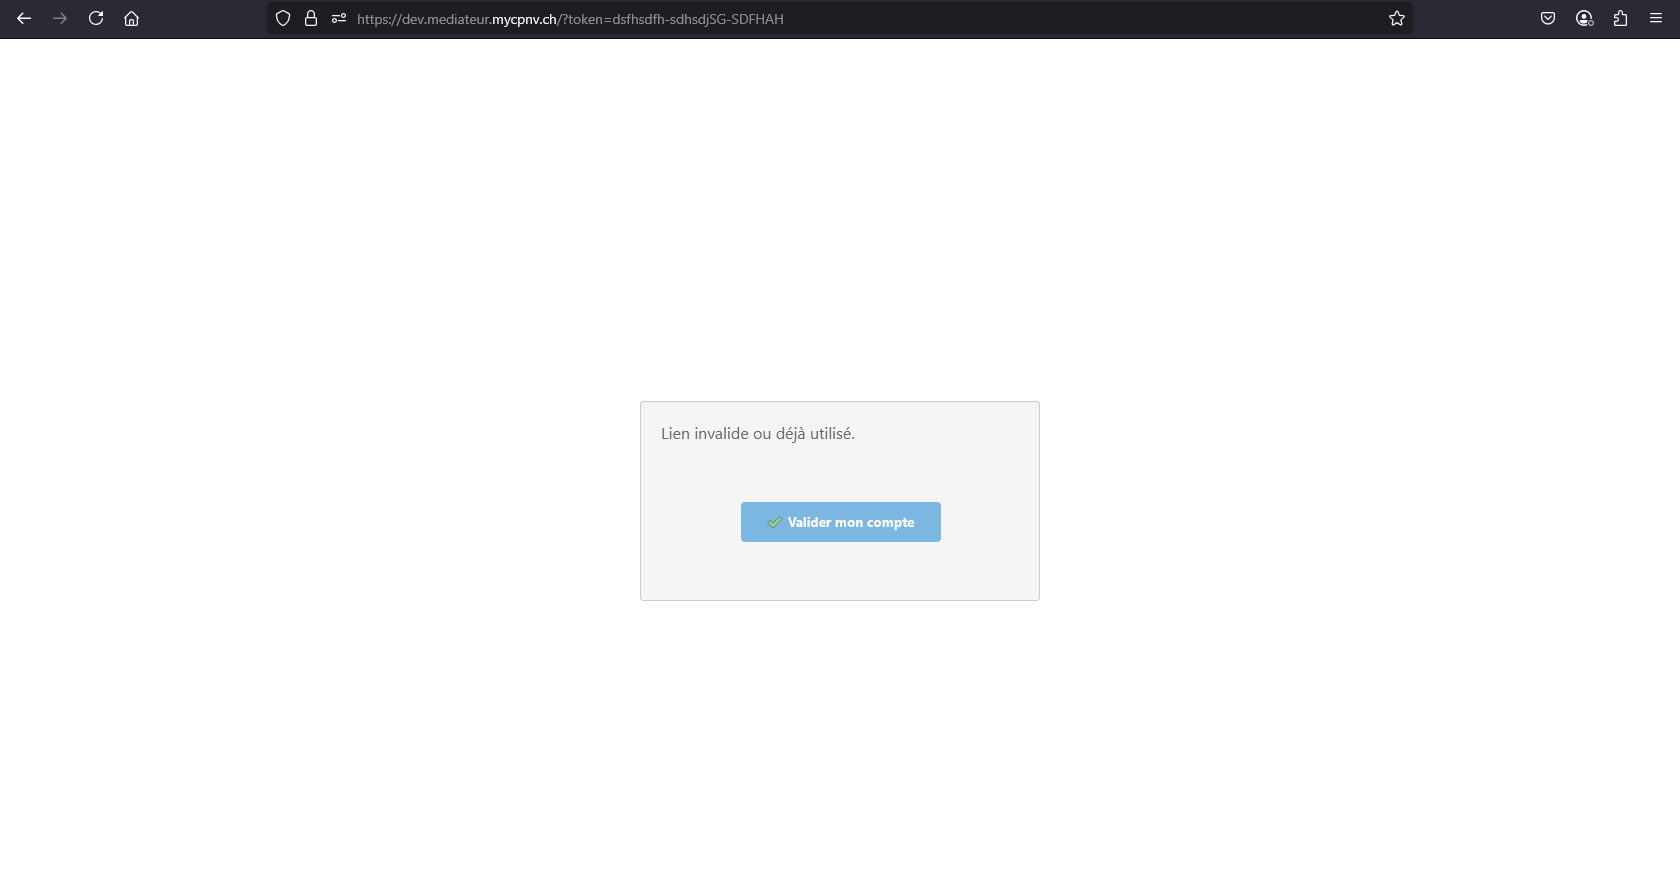 https://dev.mediateur.mycpnv.ch/?token=dsfhsdfh-sdhsdjSG-SDFHAH
Lien invalide ou déjà utilisé.
Valider mon compte